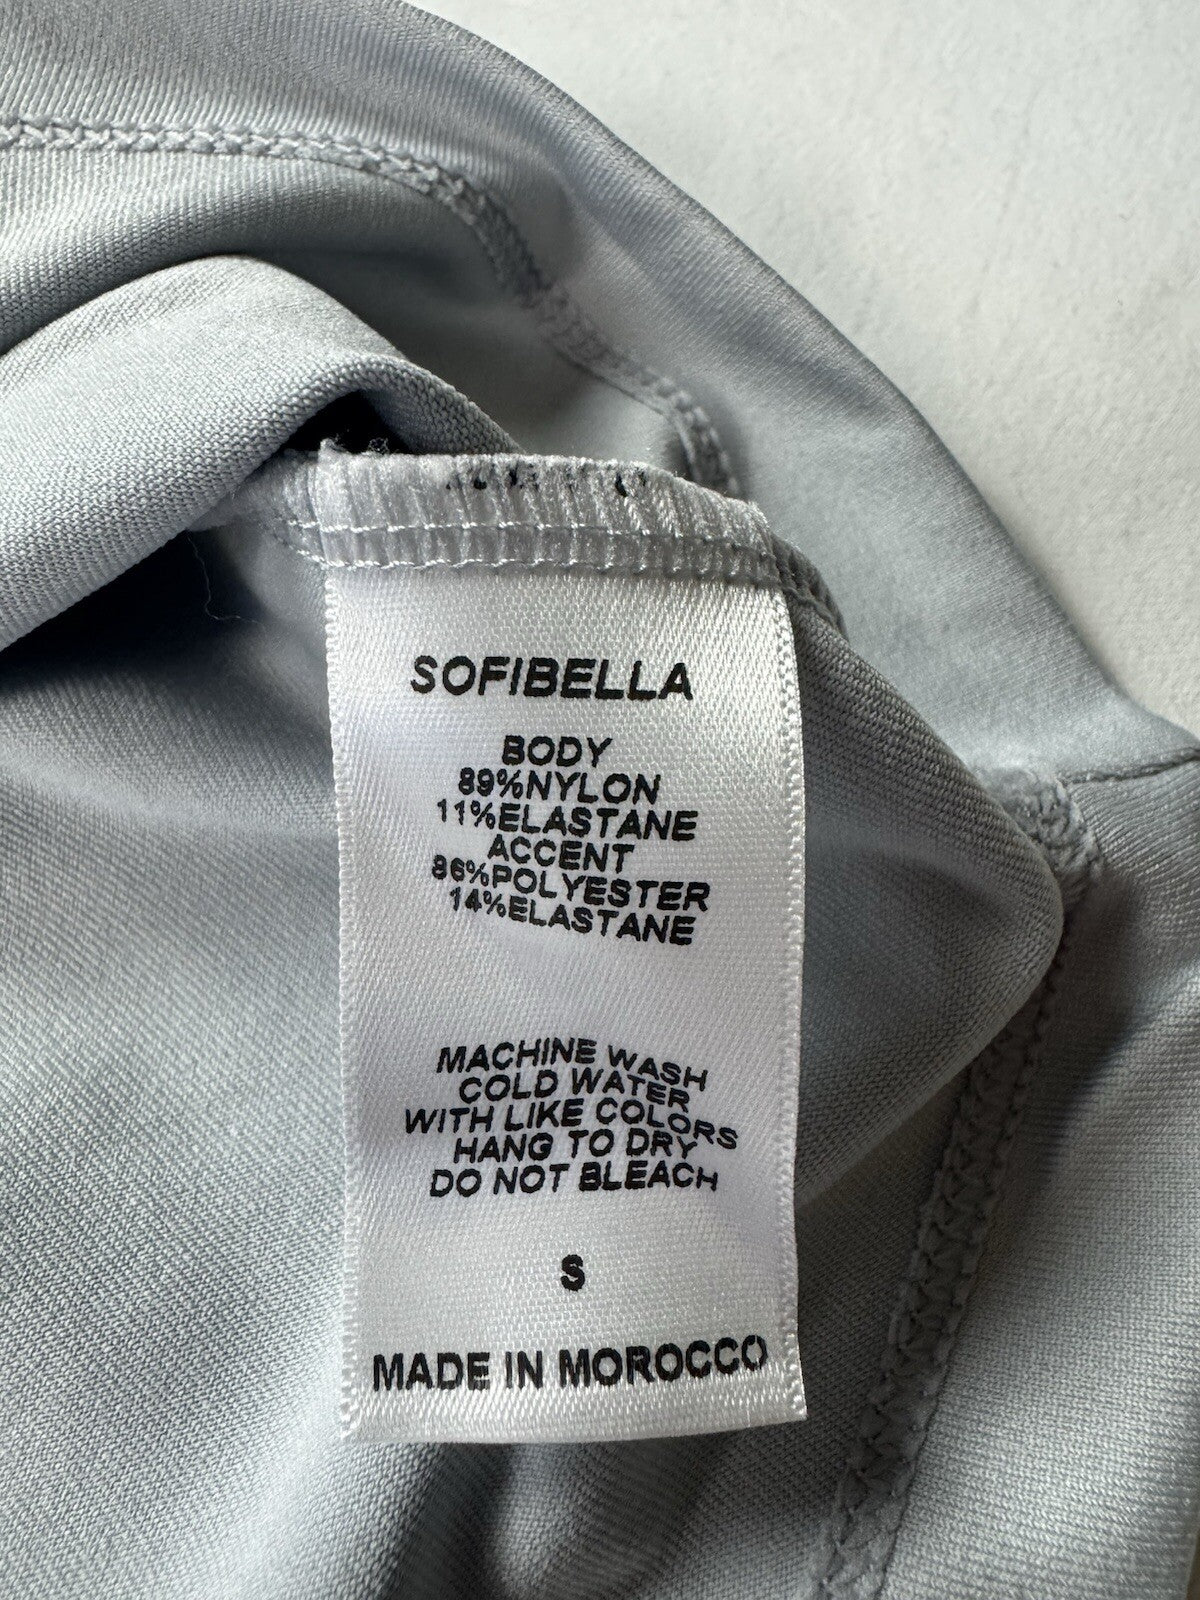 SOFIBELLA
BODY
89%NYLON
11%ELASTANE
ACCENT
86%POLYESTER
14%ELASTANE
MACHINE WASH
COLD WATER
WITH LIKE COLORS
HANG TO DRY
DO NOT BLEACH
S
MADE IN MOROCCO